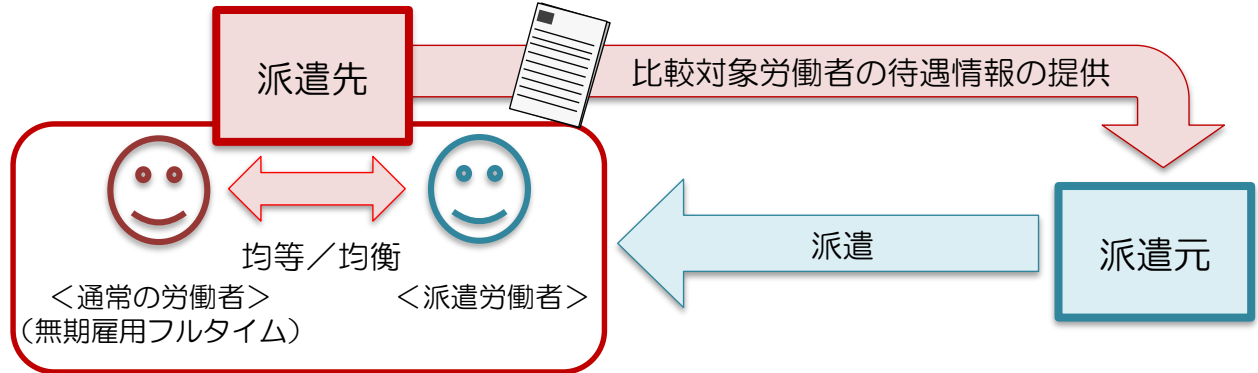 派遣先
比較対象労働者の待遇情報の提供
均等／均衡
＜通常の労働者＞
（無期雇用フルタイム）
＜派遣労働者＞
派遣
派遣元